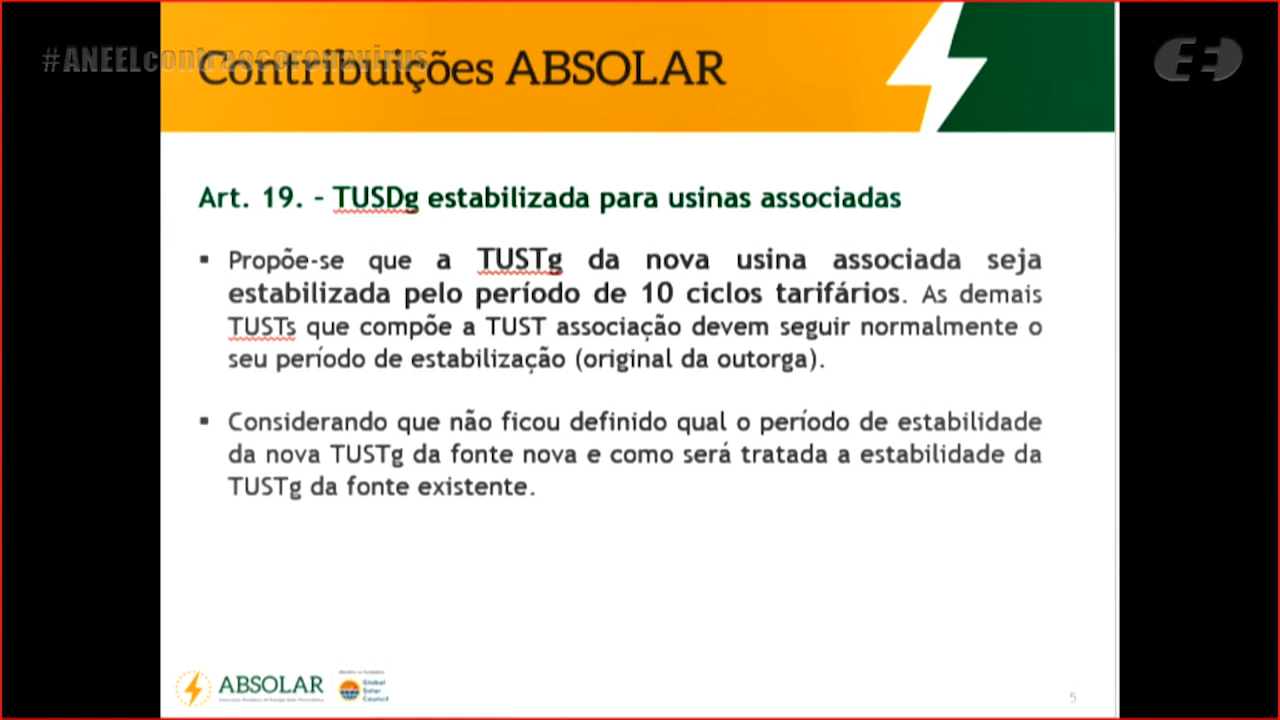 #ANEELcontraocoronavirus
Contribuições ABSOLAR
Art. 19. – TUSDg estabilizada para usinas associadas
▪ Propõe-se que a TUSTg da nova usina associada seja
estabilizada pelo período de 10 ciclos tarifários. As demais
TUSTs que compõe a TUST associação devem seguir normalmente o
seu período de estabilização (original da outorga).
▪ Considerando que não ficou definido qual o período de estabilidade
da nova TUSTg da fonte nova e como será tratada a estabilidade da
TUSTg da fonte existente.
ABSOLAR
Global
Solar
Council
5